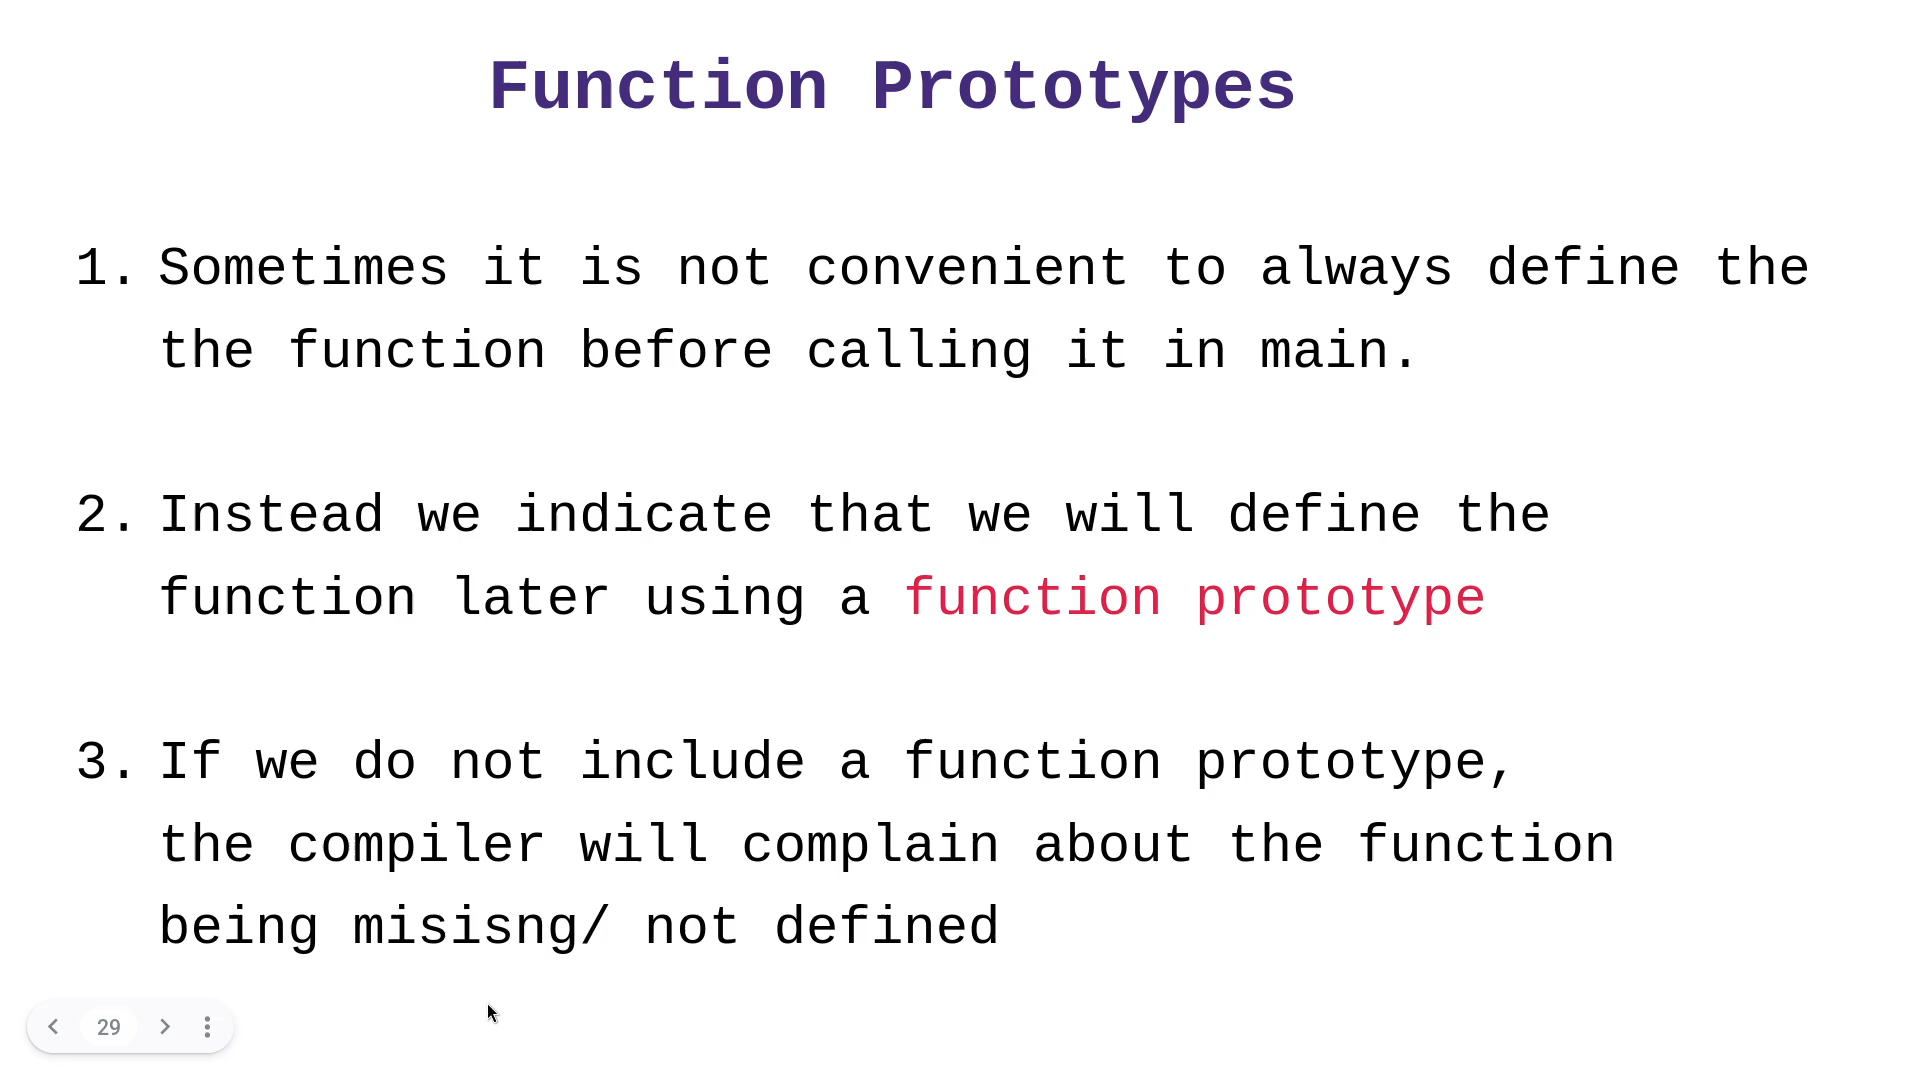 Function Prototypes
1. Sometimes it is not convenient to always define the
the function before calling it in main.
2. Instead we indicate that we will define the
function later using a function prototype
3. If we do not include a function prototype,
the compiler will complain about the function
being misisng/ not defined
29